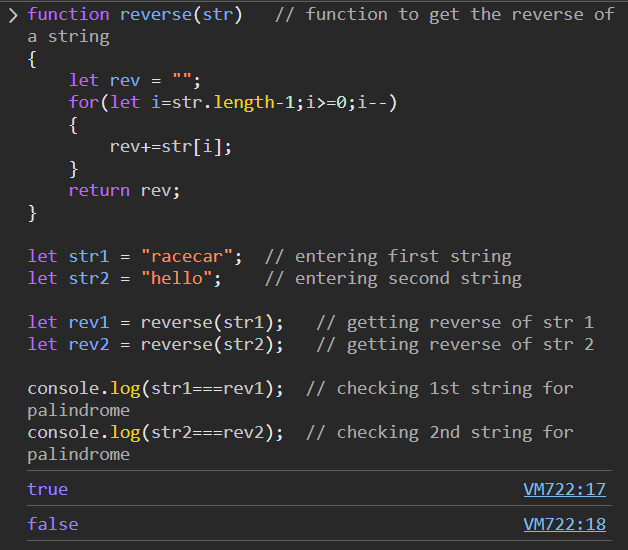 function reverse(str)   // function to get the reverse of
a string
{
    let rev = "";
    for(let i=str.length-1;i>=0;i--)
    {
        rev+=str[i];
    }
    return rev;
}
let str1 = "racecar";  // entering first string
let str2 = "hello";    // entering second string
let rev1 = reverse(str1);   // getting reverse of str 1
let rev2 = reverse(str2);   // getting reverse of str 2
console.log(str1===rev1);  // checking 1st string for
palindrome
console.log(str2===rev2);  // checking 2nd string for
palindrome
true VM722:17
false VM722:18